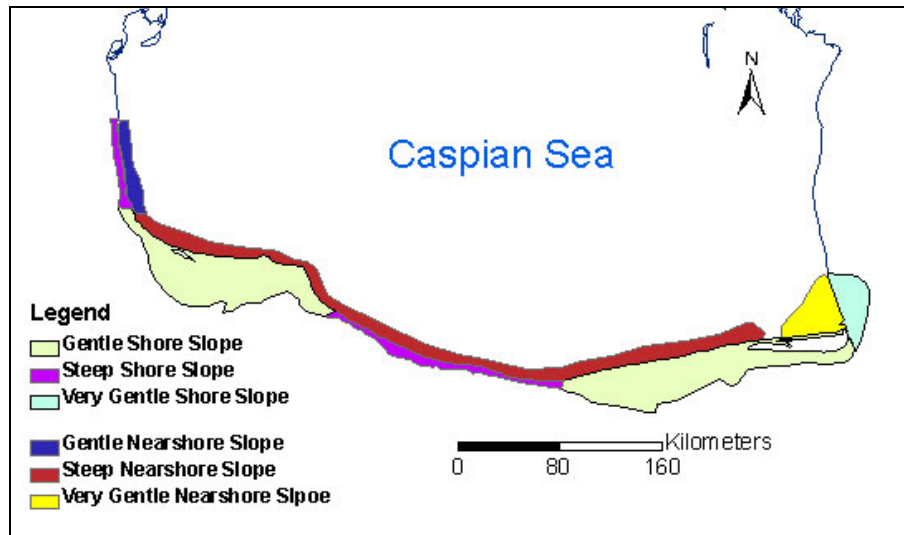 N
Caspian Sea
Legend
Gentle Shore Slope
Steep Shore Slope
Very Gentle Shore Slope
Gentle Nearshore Slope
Steep Nearshore Slope
Very Gentle Nearshore Slpoe
Kilometers
0 80 160